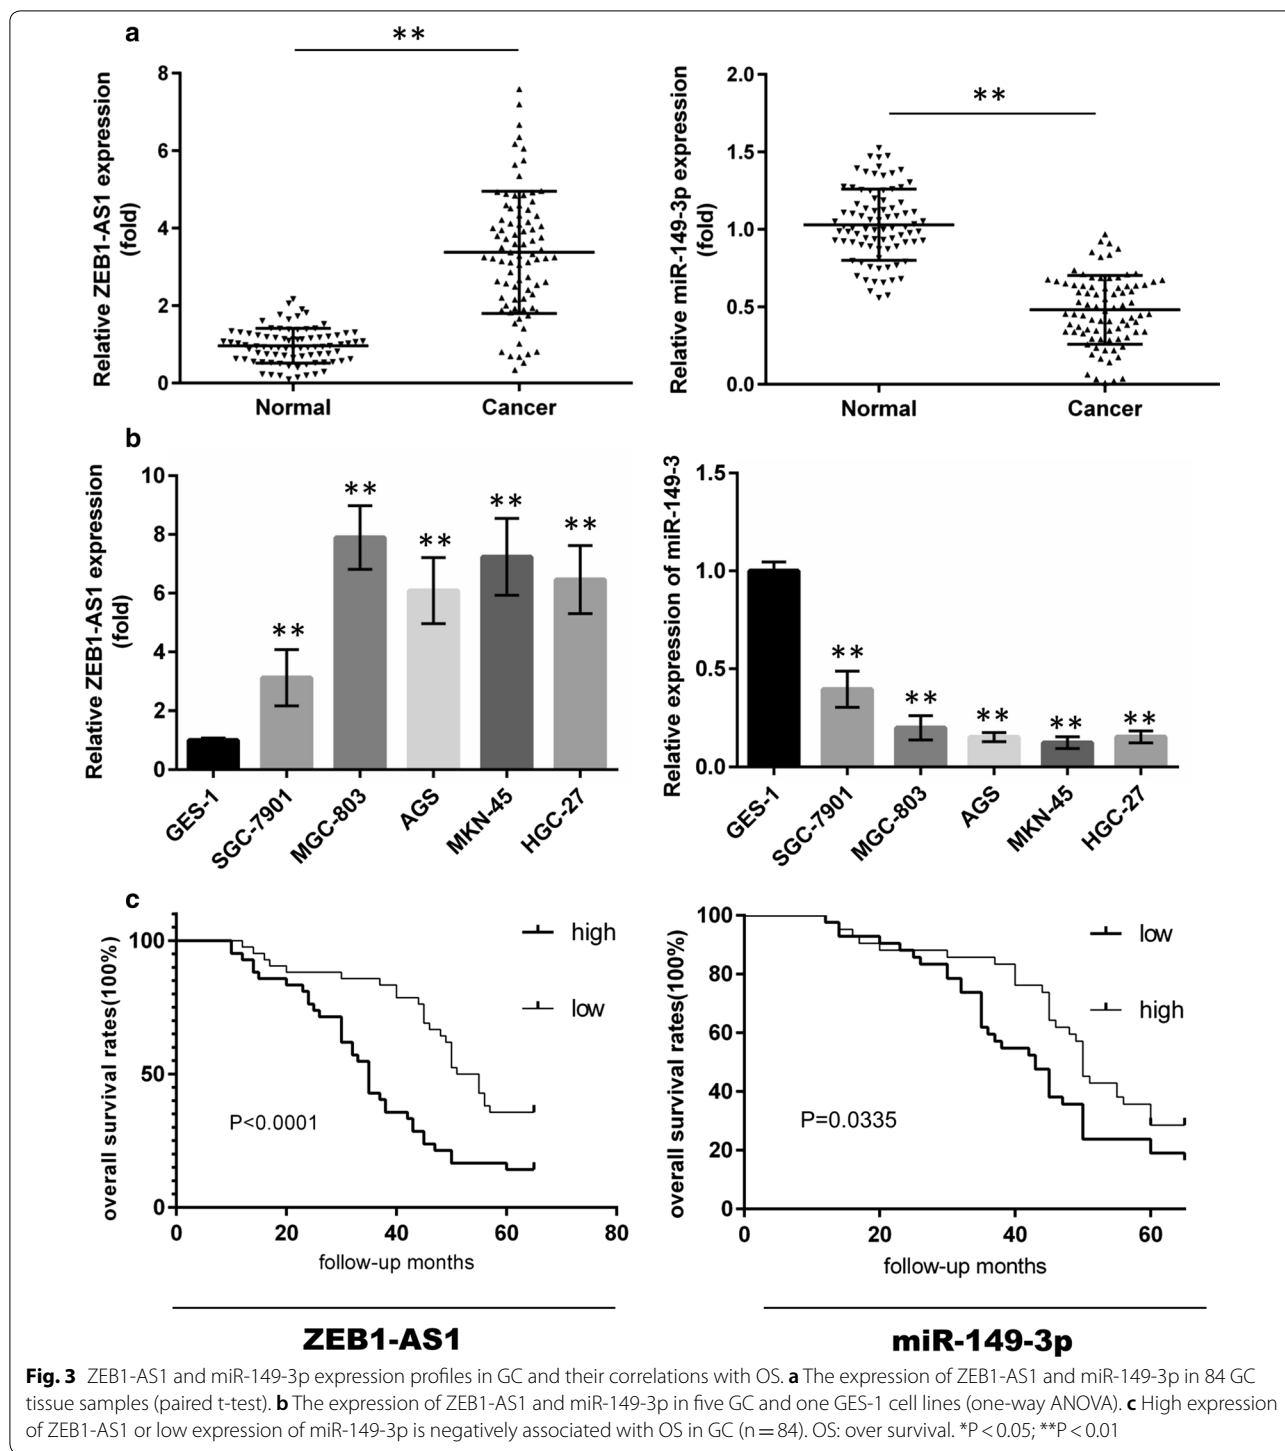 a
**
**
Relative ZEB1-AS1 expression
(fold)
8
6
4
2
0
Normal
Cancer
Relative miR-149-3p expression
(fold)
2.0
1.5
1.0
0.5
0.0
Normal
Cancer
b
Relative ZEB1-AS1 expression
(fold)
10
8
6
4
2
0
**
**
**
**
**
GES-1
SGC-7901
MGC-803
AGS
MKN-45
HGC-27
Relative expression of miR-149-3
1.5
1.0
0.5
0.0
**
**
**
**
**
GES-1
SGC-7901
MGC-803
AGS
MKN-45
HGC-27
c
overall survival rates(100%)
100
50
0
high
low
P<0.0001
0
20
40
60
80
follow-up months
overall survival rates(100%)
100
80
60
40
20
0
low
high
P=0.0335
0
20
40
60
follow-up months
ZEB1-AS1
miR-149-3p
Fig. 3 ZEB1-AS1 and miR-149-3p expression profiles in GC and their correlations with OS. a The expression of ZEB1-AS1 and miR-149-3p in 84 GC
tissue samples (paired t-test). b The expression of ZEB1-AS1 and miR-149-3p in five GC and one GES-1 cell lines (one-way ANOVA). c High expression
of ZEB1-AS1 or low expression of miR-149-3p is negatively associated with OS in GC (n = 84). OS: over survival. *P < 0.05; **P < 0.01